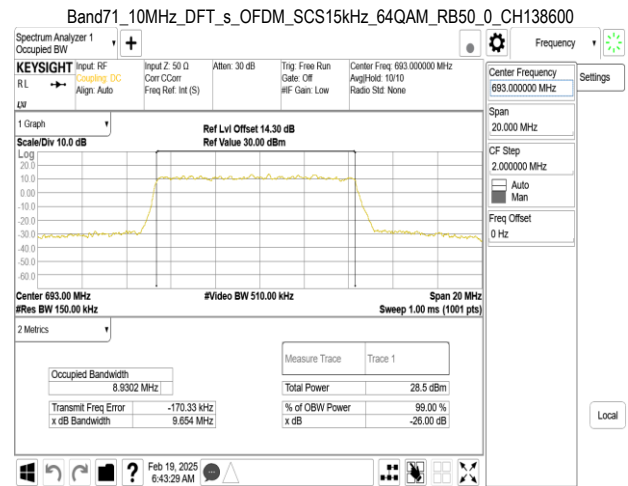 Band71_10MHz_DFT_s_OFDM_SCS15kHz_64QAM_RB50_0_CH138600
Spectrum Analyzer 1
Occupied BW
Frequency
KEYSIGHT
RL
LXI
Input: RF
Coupling: DC
Align: Auto
Input Z: 50 Ω
Corr CCorr
Freq Ref: Int (S)
Atten: 30 dB
Trig: Free Run
Gate: Off
#IF Gain: Low
Center Freq: 693.000000 MHz
Avg|Hold: 10/10
Radio Std: None
Center Frequency
693.000000 MHz
Settings
Span
20.000 MHz
CF Step
2.000000 MHz
Auto
Man
Freq Offset
0 Hz
Local
1 Graph
Scale/Div 10.0 dB
Ref Lvl Offset 14.30 dB
Ref Value 30.00 dBm
Log
20.0
10.0
0.00
-10.0
-20.0
-30.0
-40.0
-50.0
-60.0
Center 693.00 MHz
#Res BW 150.00 kHz
#Video BW 510.00 kHz
Span 20 MHz
Sweep 1.00 ms (1001 pts)
2 Metrics
Measure Trace Trace 1
Occupied Bandwidth
8.9302 MHz
Total Power 28.5 dBm
Transmit Freq Error -170.33 kHz
% of OBW Power 99.00 %
x dB Bandwidth 9.654 MHz
x dB -26.00 dB
?
Feb 19, 2025
6:43:29 AM